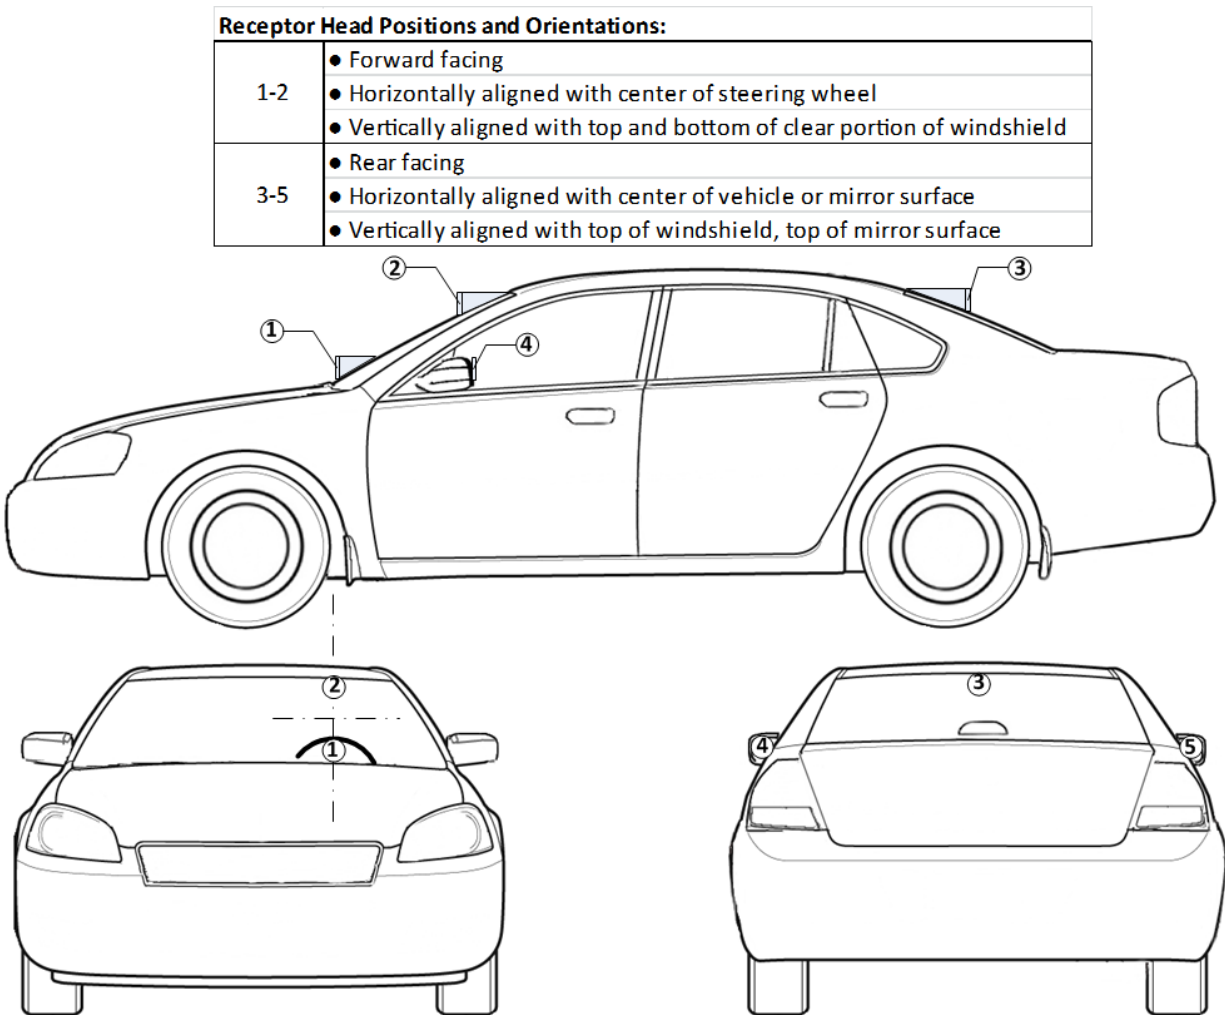 Receptor Head Positions and Orientations:
1-2
● Forward facing
● Horizontally aligned with center of steering wheel
● Vertically aligned with top and bottom of clear portion of windshield
3-5
● Rear facing
● Horizontally aligned with center of vehicle or mirror surface
● Vertically aligned with top of windshield, top of mirror surface
2
3
1
4
2
3
1
4
5